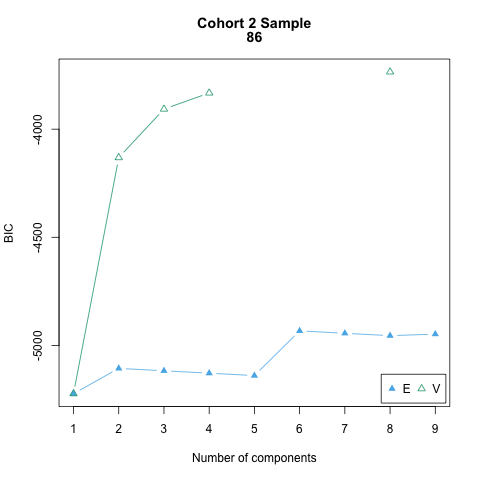 Cohort 2 Sample
86
BIC
-4000
-4500
-5000
E V
1 2 3 4 5 6 7 8 9
Number of components